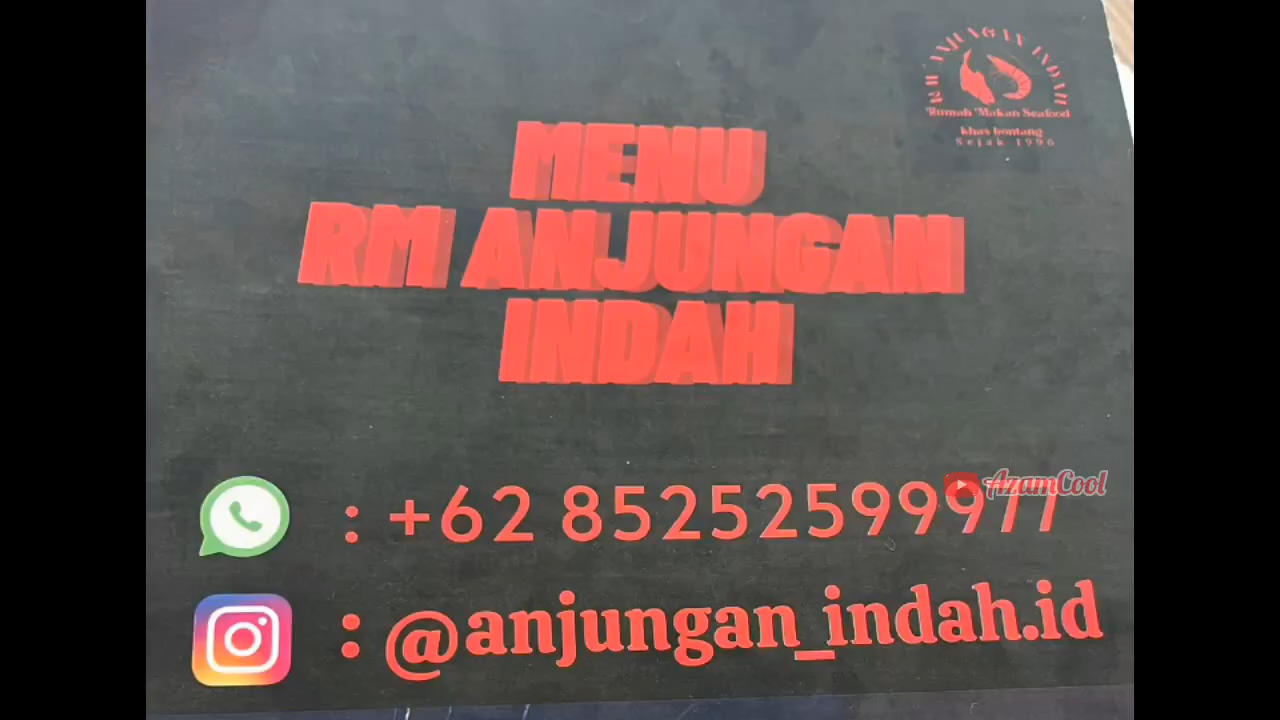 RM ANJUNGAN INDAH
Rumah Makan Seafood
khas bontang
Sejak 1996
MENU
RM ANJUNGAN
INDAH
AzamCool
: +62 85252599977
: @anjungan_indah.id